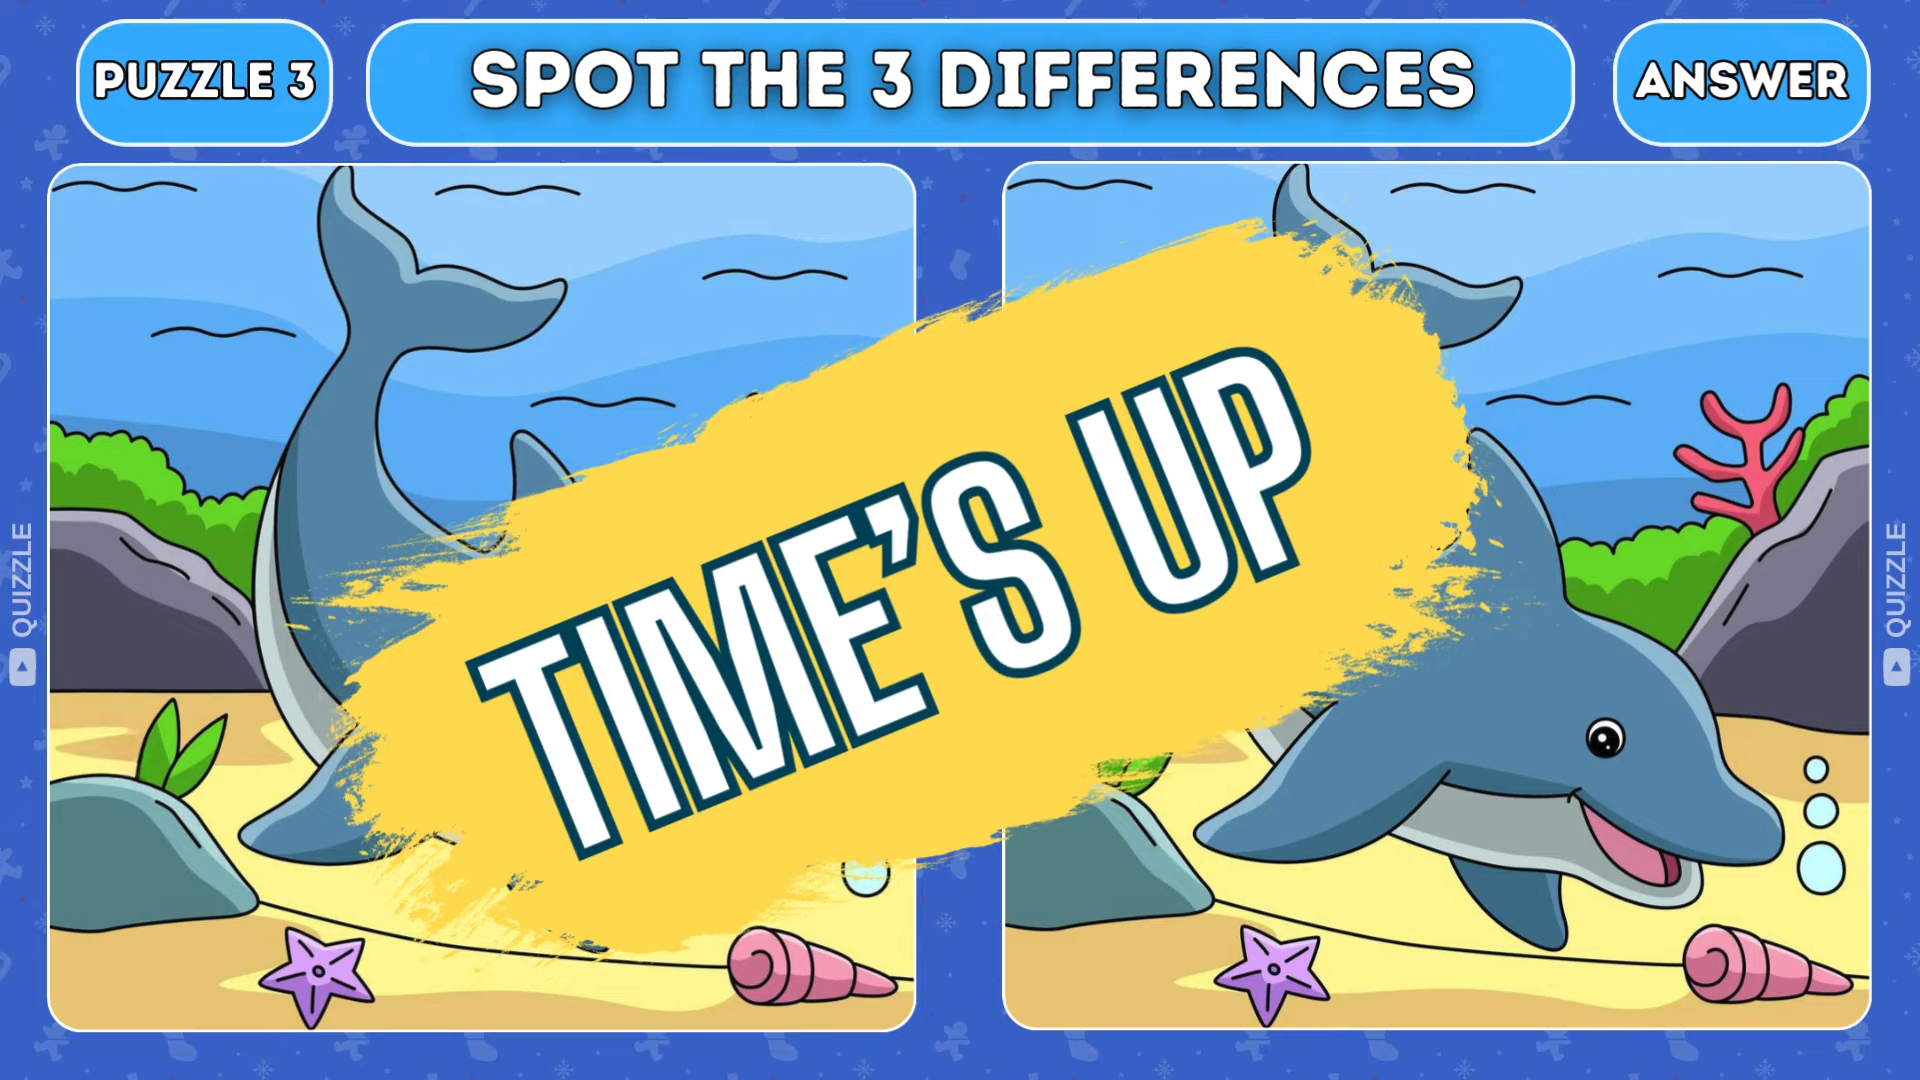 PUZZLE 3
SPOT THE 3 DIFFERENCES
ANSWER
TIME'S UP
QUIZZLE
QUIZZLE